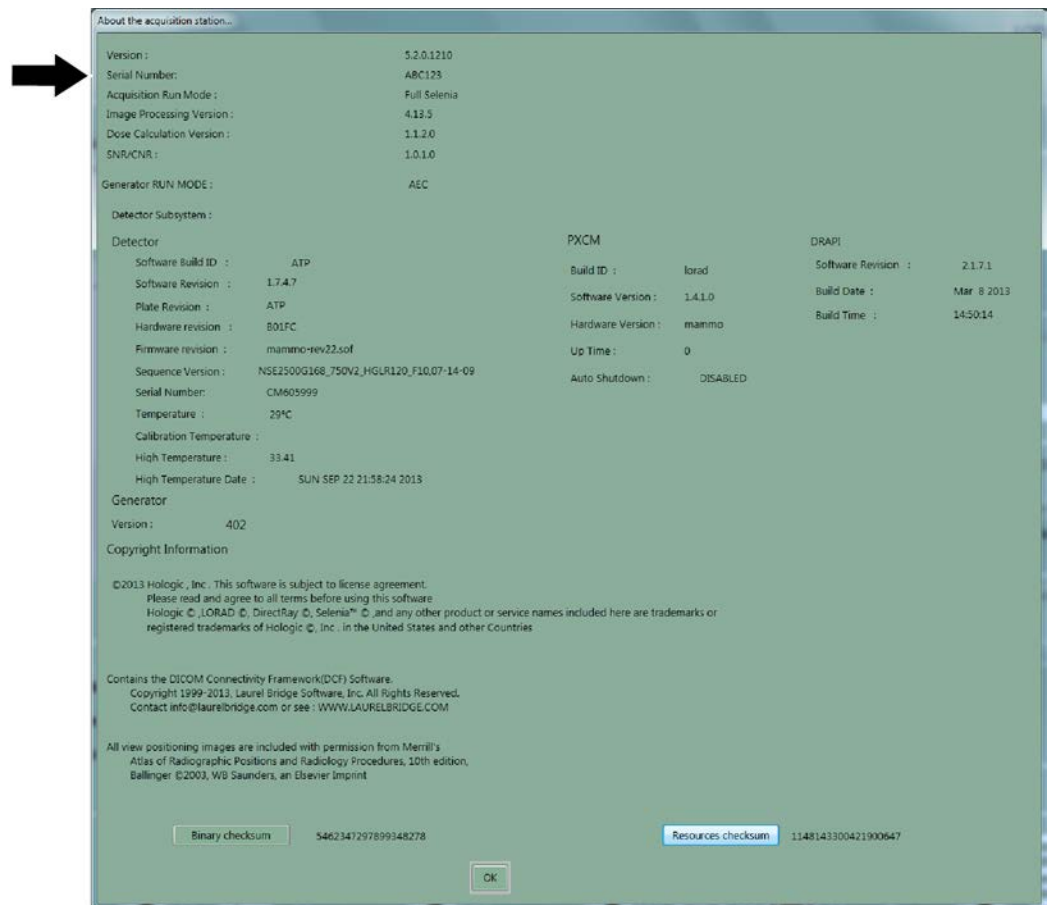 About the acquisition station...
Version : 5.2.0.1210
Serial Number: ABC123
Acquisition Run Mode : Full Selenia
Image Processing Version : 4.13.5
Dose Calculation Version : 1.1.2.0
SNR/CNR : 1.0.1.0
Generator RUN MODE : AEC
Detector Subsystem :
Detector
Software Build ID : ATP
Software Revision : 1.7.4.7
Plate Revision : ATP
Hardware revision : B01FC
Firmware revision : mammo-rev22.sof
Sequence Version : NSE2500G168_750V2_HGLR120_F10,07-14-09
Serial Number: CM605999
Temperature : 29°C
Calibration Temperature :
High Temperature : 33.41
High Temperature Date : SUN SEP 22 21:58:24 2013
PXCM
Build ID : lorad
Software Version : 1.4.1.0
Hardware Version : mammo
Up Time : 0
Auto Shutdown : DISABLED
DRAPI
Software Revision : 2.1.7.1
Build Date : Mar 8 2013
Build Time : 14:50:14
Generator
Version : 402
Copyright Information
©2013 Hologic , Inc . This software is subject to license agreement.
Please read and agree to all terms before using this software
Hologic © ,LORAD ©, DirectRay ©, Selenia™ © ,and any other product or service names included here are trademarks or
registered trademarks of Hologic ©, Inc . in the United States and other Countries
Contains the DICOM Connectivity Framework(DCF) Software.
Copyright 1999-2013, Laurel Bridge Software, Inc. All Rights Reserved.
Contact info@laurelbridge.com or see : WWW.LAURELBRIDGE.COM
All view positioning images are included with permission from Merrill's
Atlas of Radiographic Positions and Radiology Procedures, 10th edition,
Ballinger ©2003, WB Saunders, an Elsevier Imprint
Binary checksum 5462347297899348278
Resources checksum 1148143300421900647
OK